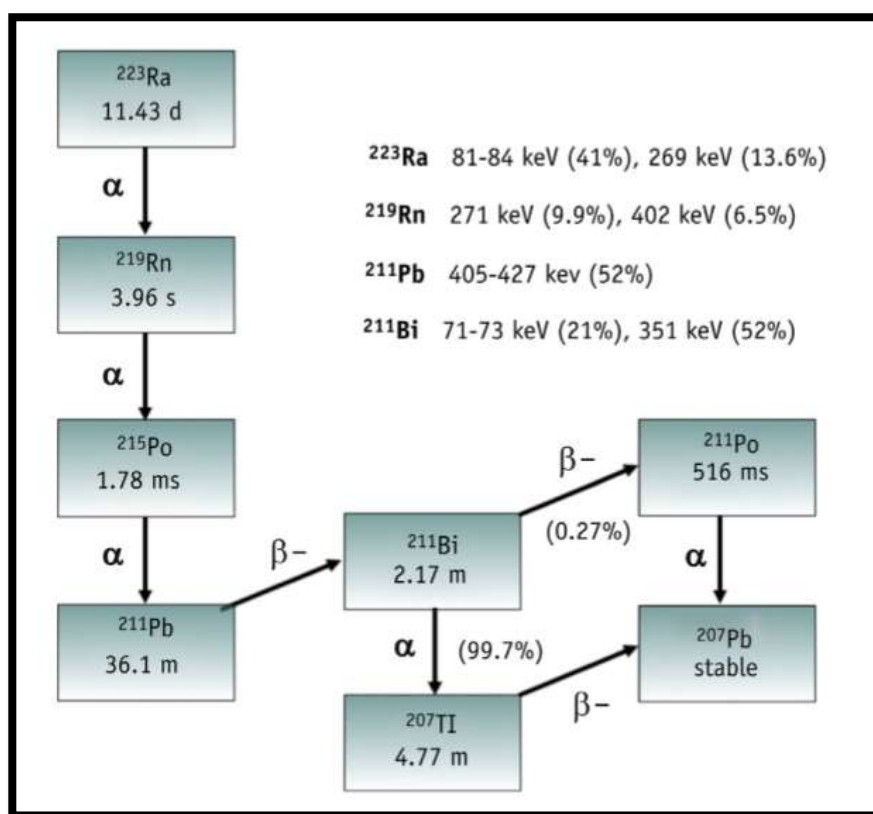 ²²³Ra
11.43 d
α
²¹⁹Rn
3.96 s
α
²¹⁵Po
1.78 ms
α
²¹¹Pb
36.1 m
β−
²¹¹Bi
2.17 m
β−
(0.27%)
²¹¹Po
516 ms
α
α (99.7%)
²⁰⁷TI
4.77 m
β−
²⁰⁷Pb
stable
²²³Ra 81-84 keV (41%), 269 keV (13.6%)
²¹⁹Rn 271 keV (9.9%), 402 keV (6.5%)
²¹¹Pb 405-427 kev (52%)
²¹¹Bi 71-73 keV (21%), 351 keV (52%)